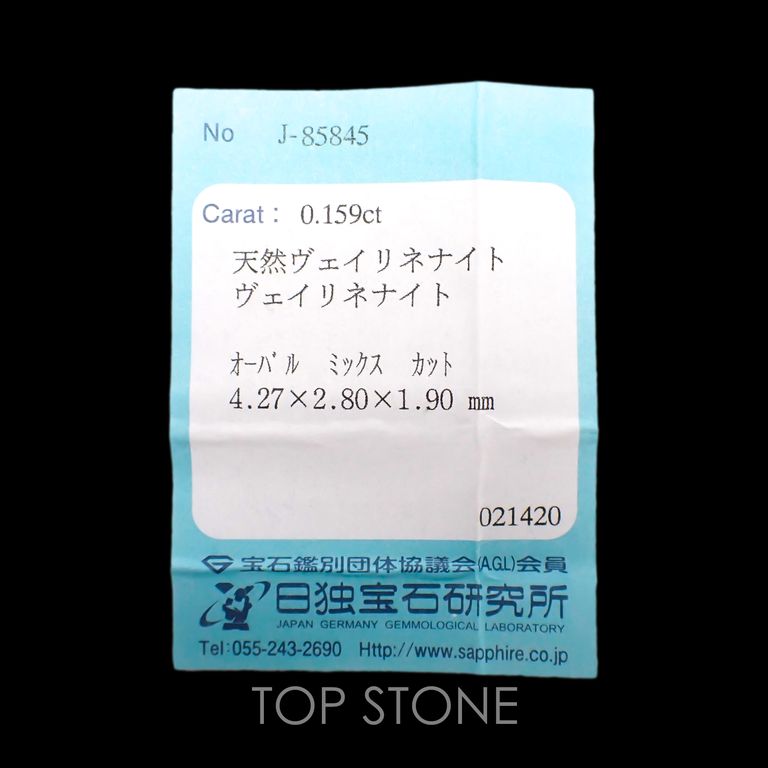 No J-85845
Carat: 0.159ct
天然ヴェイリネナイト
ヴェイリネナイト
オーバル ミックス カット
4.27×2.80×1.90 mm
021420
宝石鑑別団体協議会(AGL)会員
日独宝石研究所
JAPAN GERMANY GEMMOLOGICAL LABORATORY
Tel:055-243-2690 Http://www.sapphire.co.jp
TOP STONE